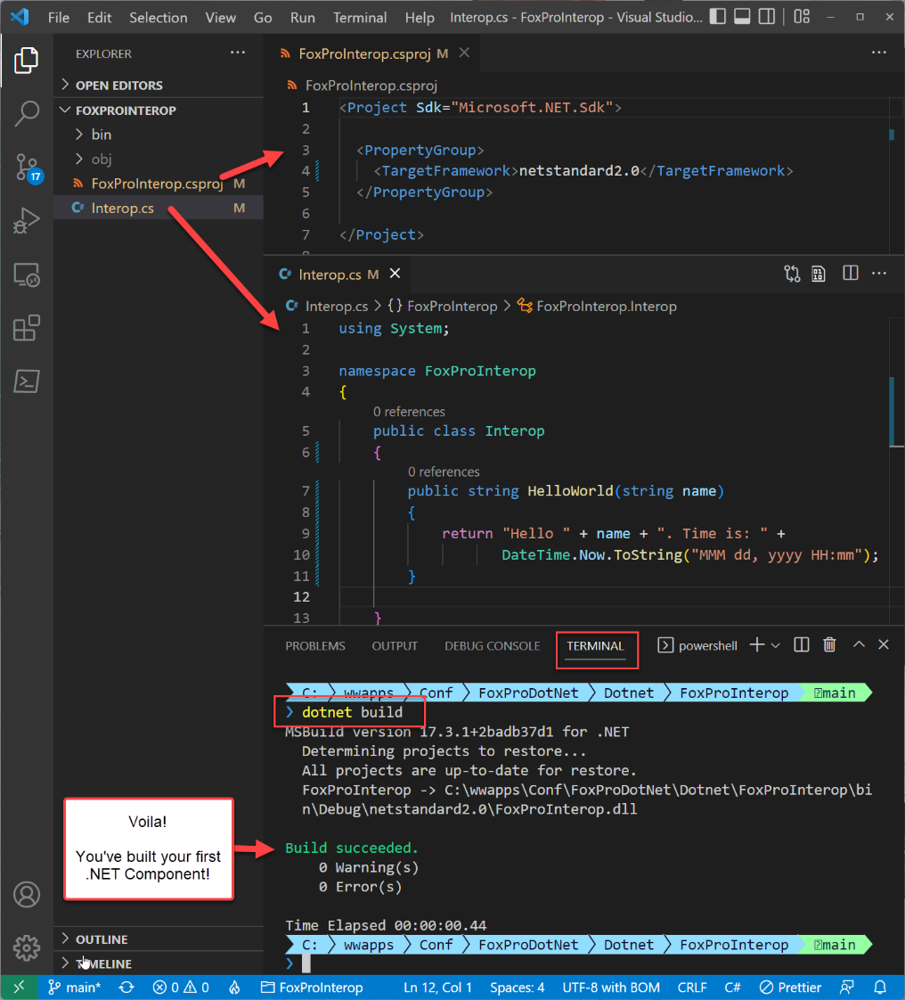 File Edit Selection View Go Run Terminal Help Interop.cs - FoxProInterop - Visual Studio...
EXPLORER
OPEN EDITORS
FOXPROINTEROP
bin
obj
FoxProInterop.csproj M
Interop.cs M
17
FoxProInterop.csproj M
FoxProInterop.csproj
1 <Project Sdk="Microsoft.NET.Sdk">
2
3 <PropertyGroup>
4 <TargetFramework>netstandard2.0</TargetFramework>
5 </PropertyGroup>
6
7 </Project>
Interop.cs M
Interop.cs > {} FoxProInterop > FoxProInterop.Interop
1 using System;
2
3 namespace FoxProInterop
4 {
0 references
5 public class Interop
6 {
0 references
7 public string HelloWorld(string name)
8 {
9 return "Hello " + name + ". Time is: " +
10 DateTime.Now.ToString("MMM dd, yyyy HH:mm");
11 }
12
13 }
PROBLEMS OUTPUT DEBUG CONSOLE TERMINAL powershell
C: wwapps Conf FoxProDotNet Dotnet FoxProInterop main
❯ dotnet build
MSBuild version 17.3.1+2badb37d1 for .NET
Determining projects to restore...
All projects are up-to-date for restore.
FoxProInterop -> C:\wwapps\Conf\FoxProDotNet\Dotnet\FoxProInterop\bi
n\Debug\netstandard2.0\FoxProInterop.dll
Build succeeded.
0 Warning(s)
0 Error(s)
Time Elapsed 00:00:00.44
C: wwapps Conf FoxProDotNet Dotnet FoxProInterop main
❯
Voila!
You've built your first
.NET Component!
OUTLINE
TIMELINE
main* 0 0 FoxProInterop Ln 12, Col 1 Spaces: 4 UTF-8 with BOM CRLF C# Prettier